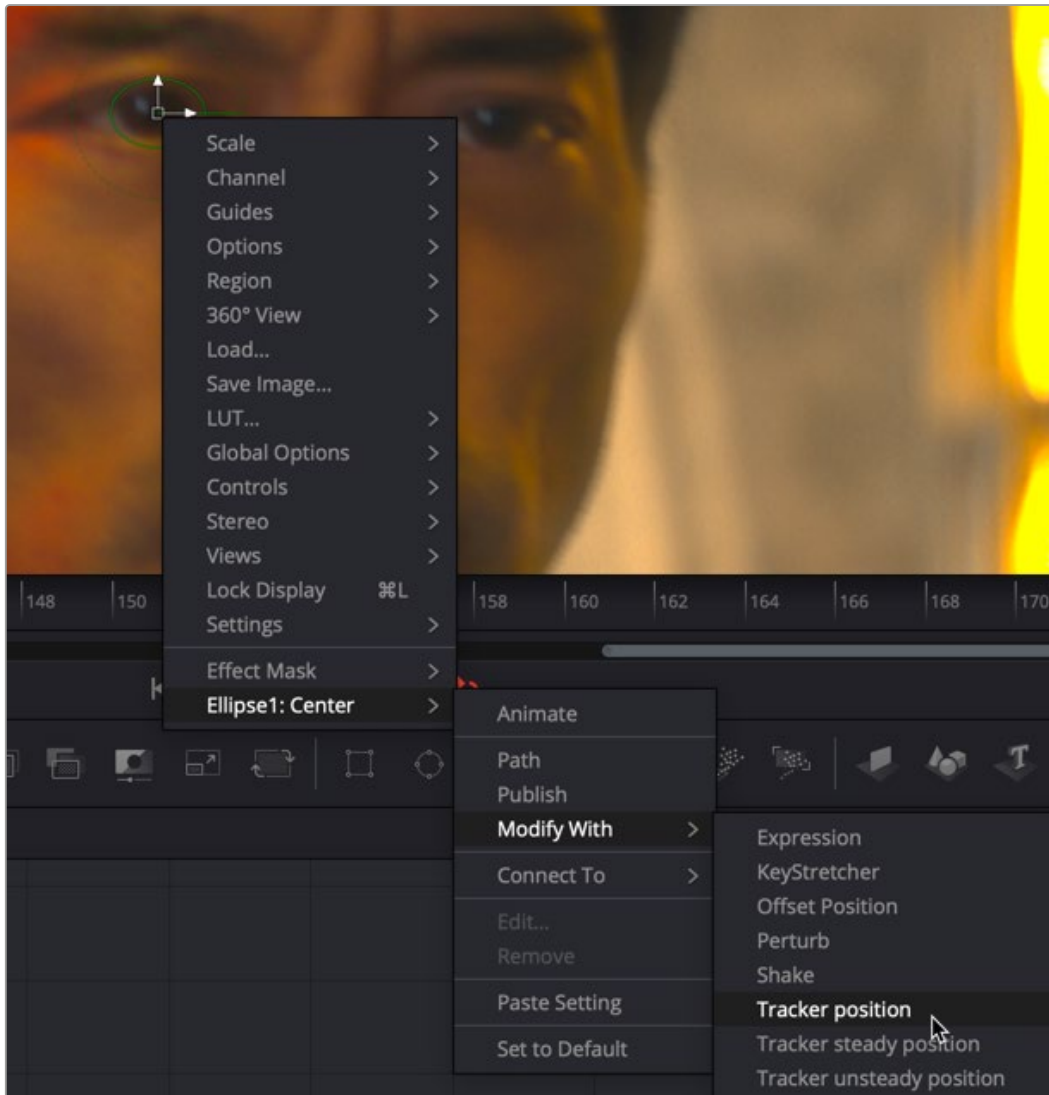 Scale
Channel
Guides
Options
Region
360° View
Load...
Save Image...
LUT...
Global Options
Controls
Stereo
Views
Lock Display ⌘L
Settings
Effect Mask
Ellipse1: Center
148 150 158 160 162 164 166 168 170
Animate
Path
Publish
Modify With
Connect To
Edit...
Remove
Paste Setting
Set to Default
Expression
KeyStretcher
Offset Position
Perturb
Shake
Tracker position
Tracker steady position
Tracker unsteady position
T